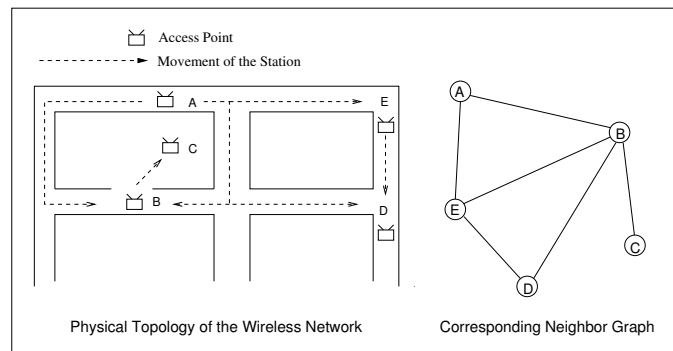 Access Point
Movement of the Station
A
E
C
B
D
A
B
E
C
D
Physical Topology of the Wireless Network
Corresponding Neighbor Graph